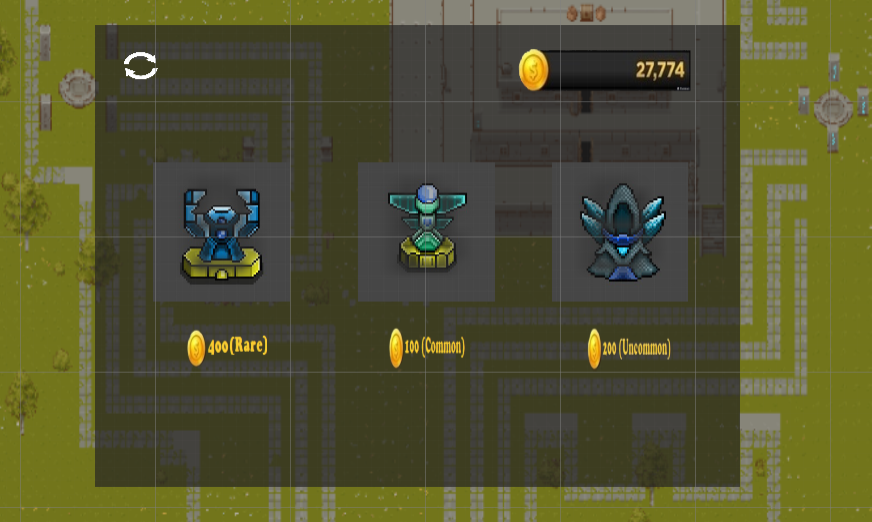 27,774
400(Rare)
100 (Common)
200 (Uncommon)